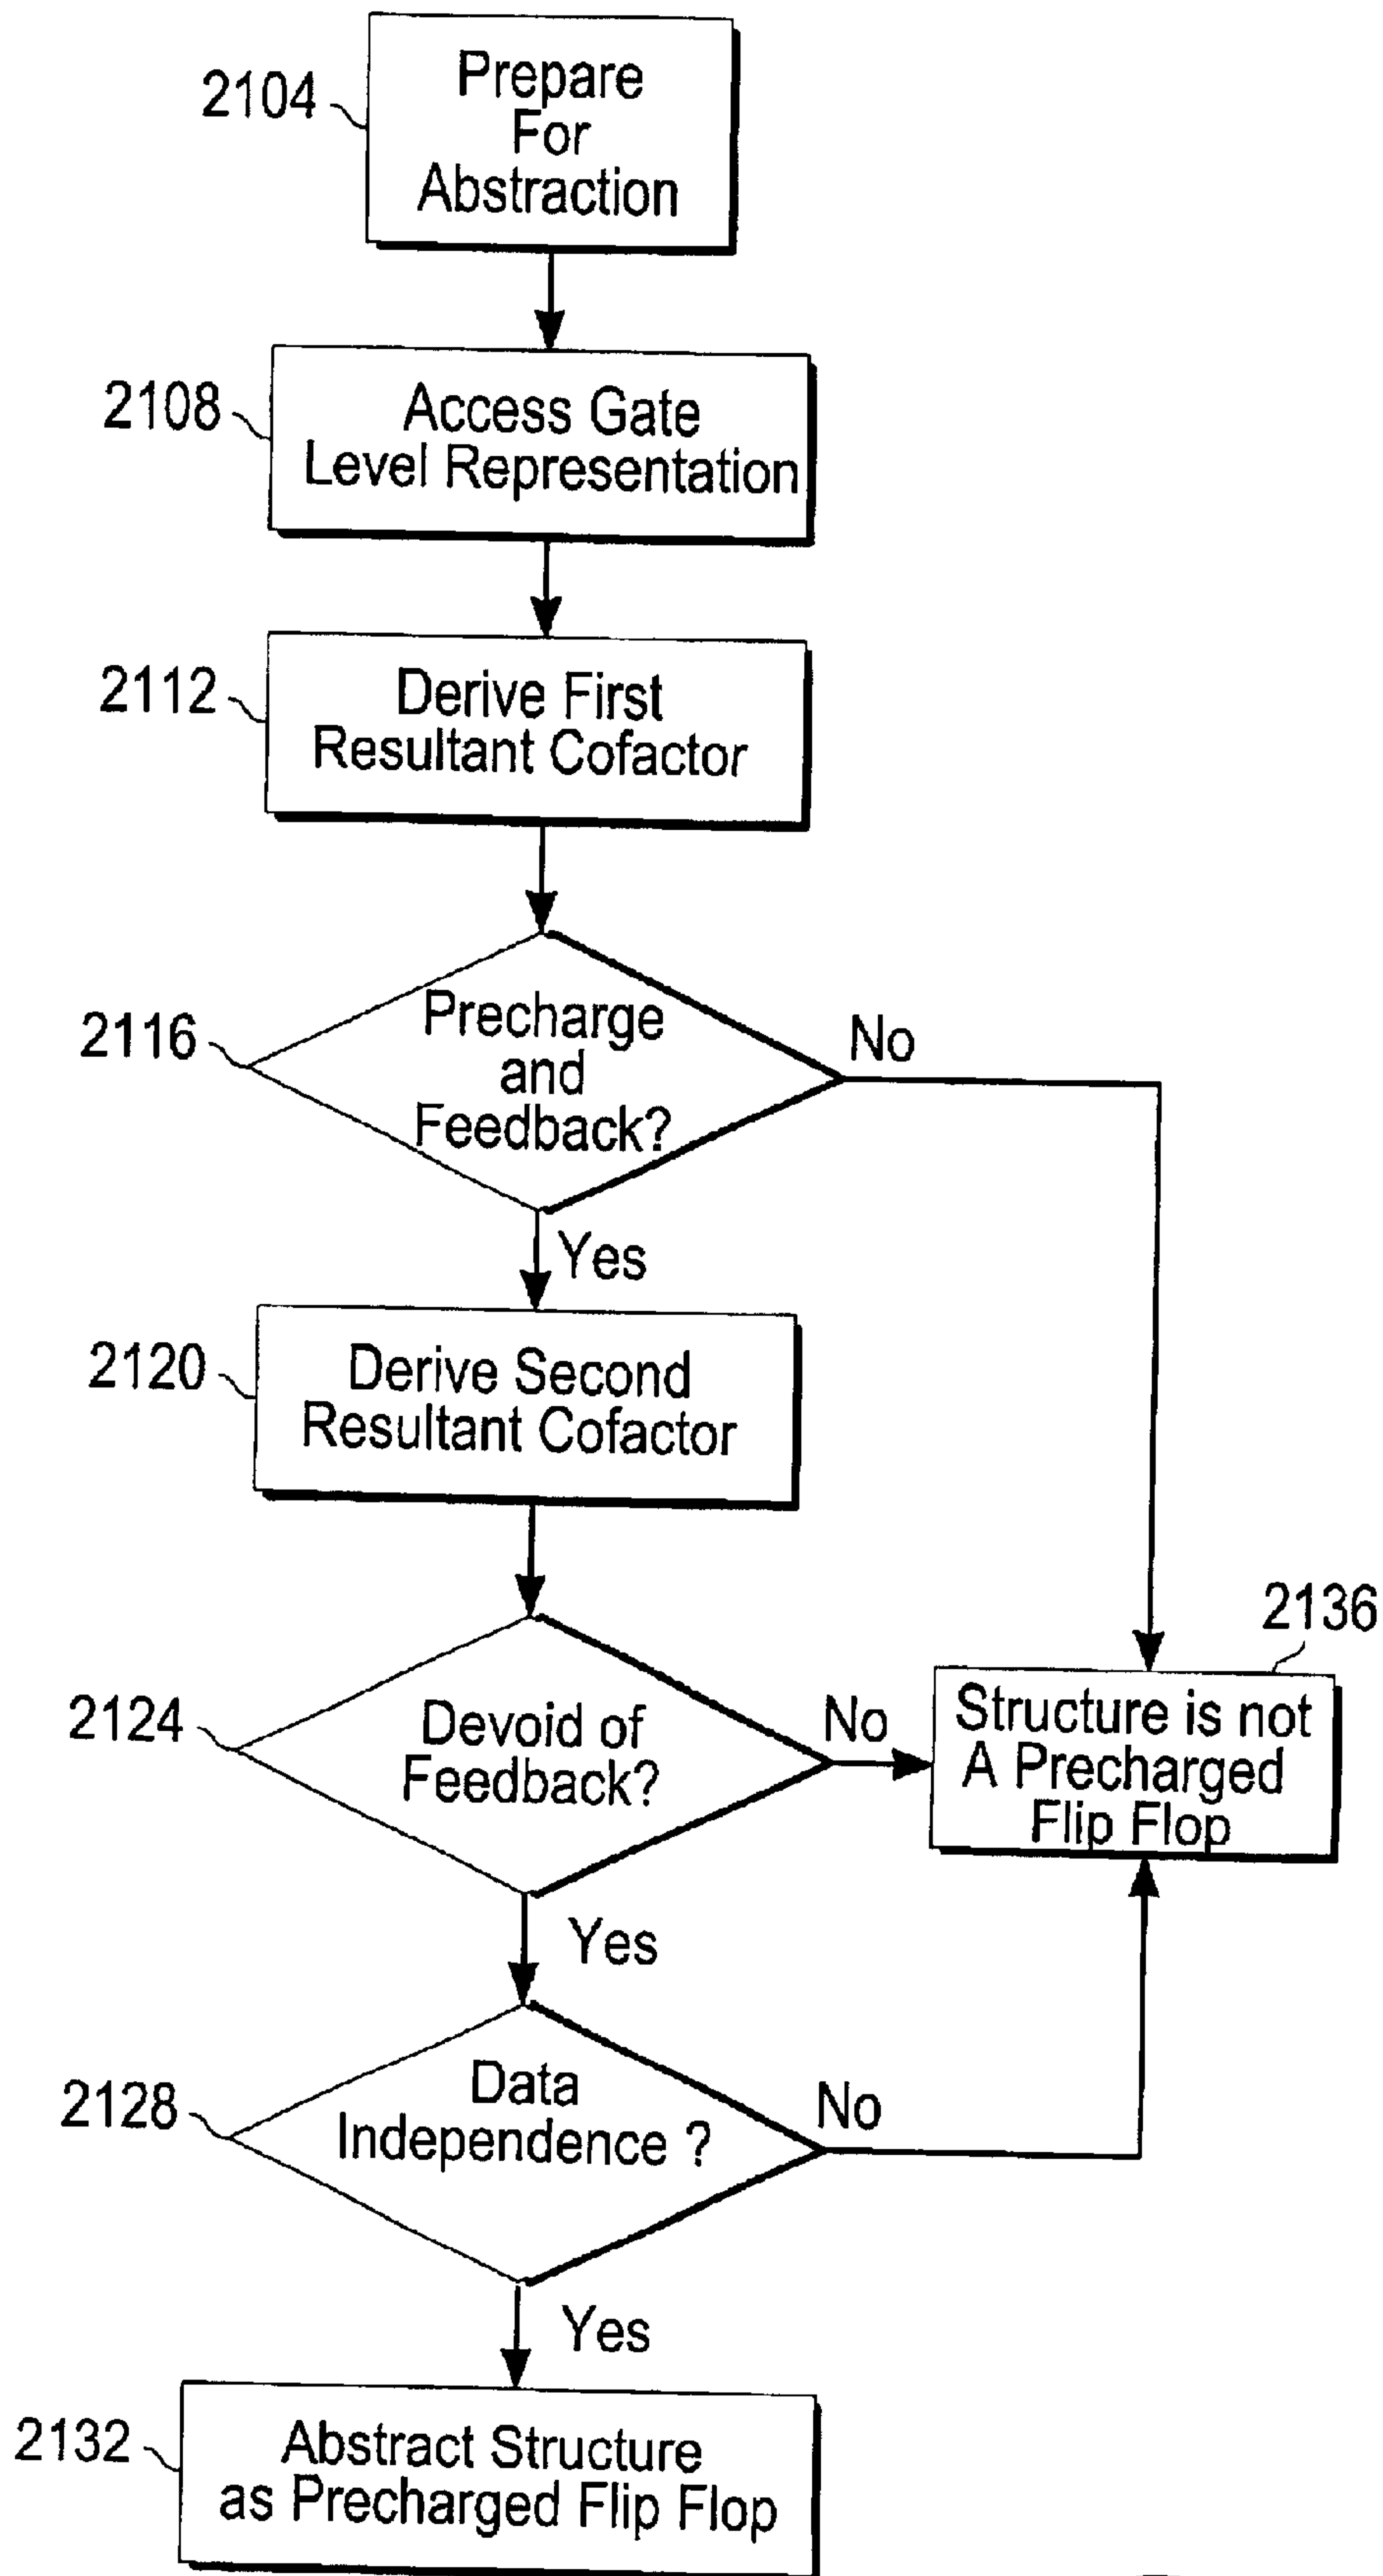 2104
Prepare
For
Abstraction
2108
Access Gate
Level Representation
2112
Derive First
Resultant Cofactor
2116
Precharge
and
Feedback?
No
Yes
2120
Derive Second
Resultant Cofactor
2124
Devoid of
Feedback?
No
2136
Structure is not
A Precharged
Flip Flop
Yes
2128
Data
Independence ?
No
Yes
2132
Abstract Structure
as Precharged Flip Flop